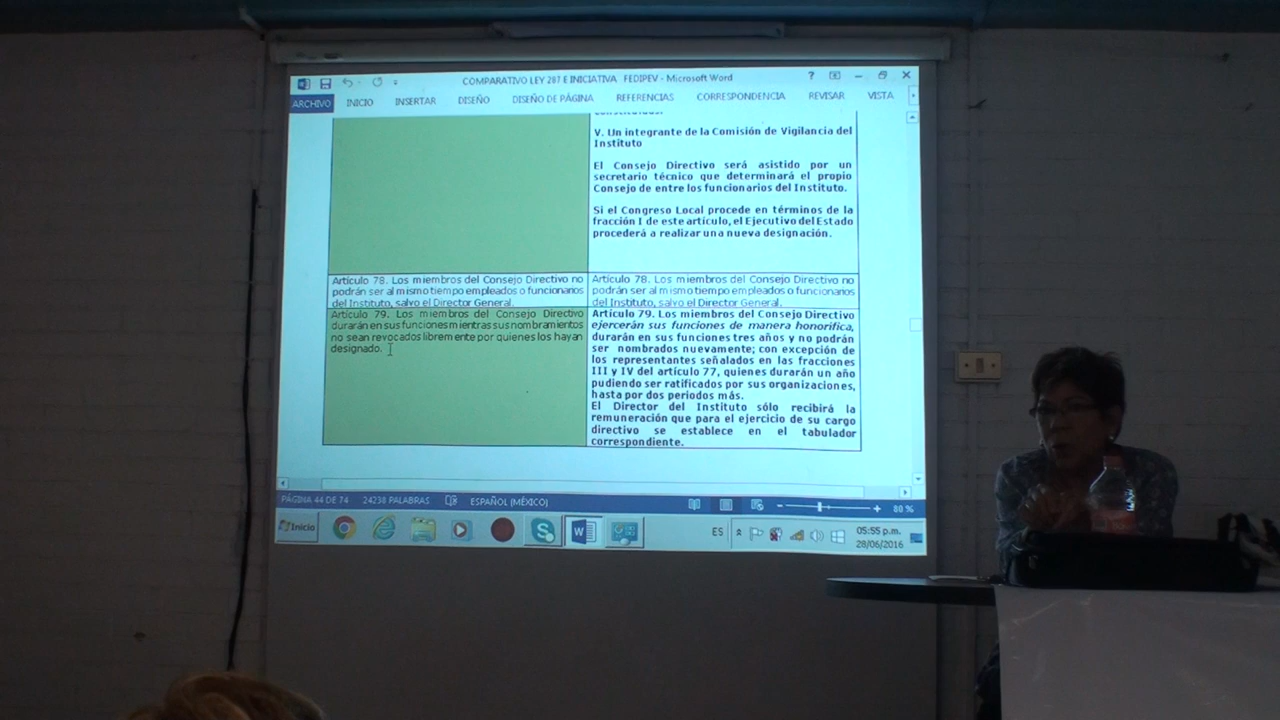 COMPARATIVO LEY 287 E INICIATIVA FEDIPEV - Microsoft Word
ARCHIVO INICIO INSERTAR DISEÑO DISEÑO DE PÁGINA REFERENCIAS CORRESPONDENCIA REVISAR VISTA
V. Un integrante de la Comisión de Vigilancia del
Instituto
El Consejo Directivo será asistido por un
secretario técnico que determinará el propio
Consejo de entre los funcionarios del Instituto.
Si el Congreso Local procede en términos de la
fracción I de este artículo, el Ejecutivo del Estado
procederá a realizar una nueva designación.
Artículo 78. Los miembros del Consejo Directivo no
podrán ser al mismo tiempo empleados o funcionarios
del Instituto, salvo el Director General.
Artículo 78. Los miembros del Consejo Directivo no
podrán ser al mismo tiempo empleados o funcionarios
del Instituto, salvo el Director General.
Artículo 79. Los miembros del Consejo Directivo
durarán en sus funciones mientras sus nombramientos
no sean revocados libremente por quienes los hayan
designado.
Artículo 79. Los miembros del Consejo Directivo
ejercerán sus funciones de manera honorifica,
durarán en sus funciones tres años y no podrán
ser nombrados nuevamente; con excepción de
los representantes señalados en las fracciones
III y IV del artículo 77, quienes durarán un año
pudiendo ser ratificados por sus organizaciones,
hasta por dos periodos más.
El Director del Instituto sólo recibirá la
remuneración que para el ejercicio de su cargo
directivo se establece en el tabulador
correspondiente.
PÁGINA 44 DE 74 24238 PALABRAS ESPAÑOL (MÉXICO) 80 %
Inicio ES 05:55 p.m.
28/06/2016